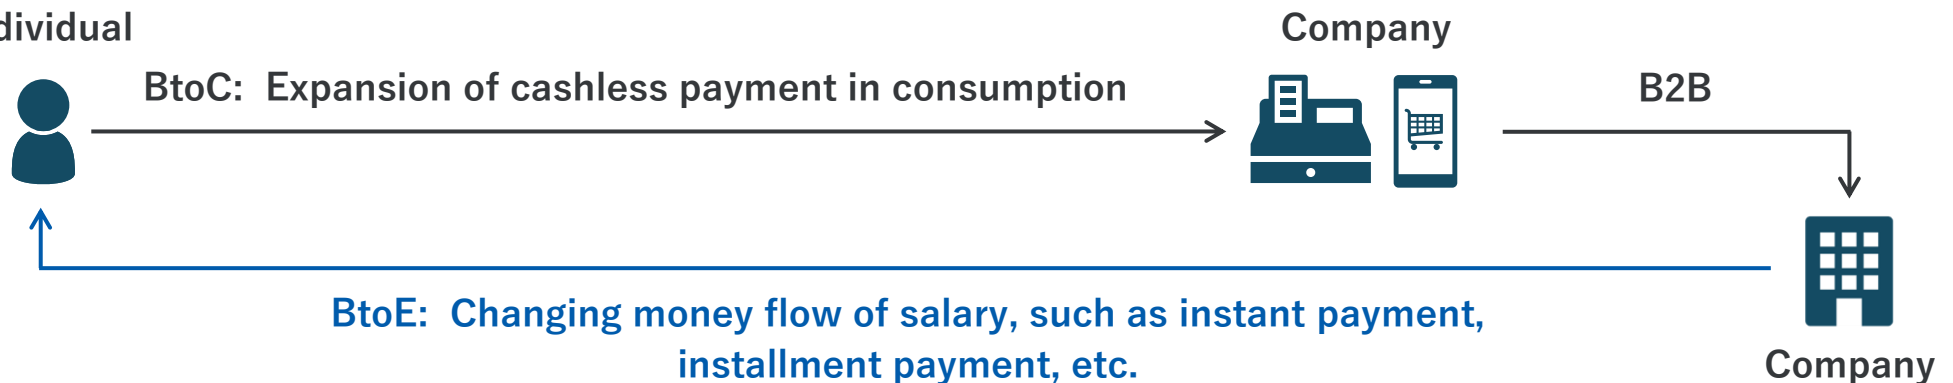 dividual
Company
BtoC: Expansion of cashless payment in consumption
B2B
BtoE: Changing money flow of salary, such as instant payment,
installment payment, etc.
Company